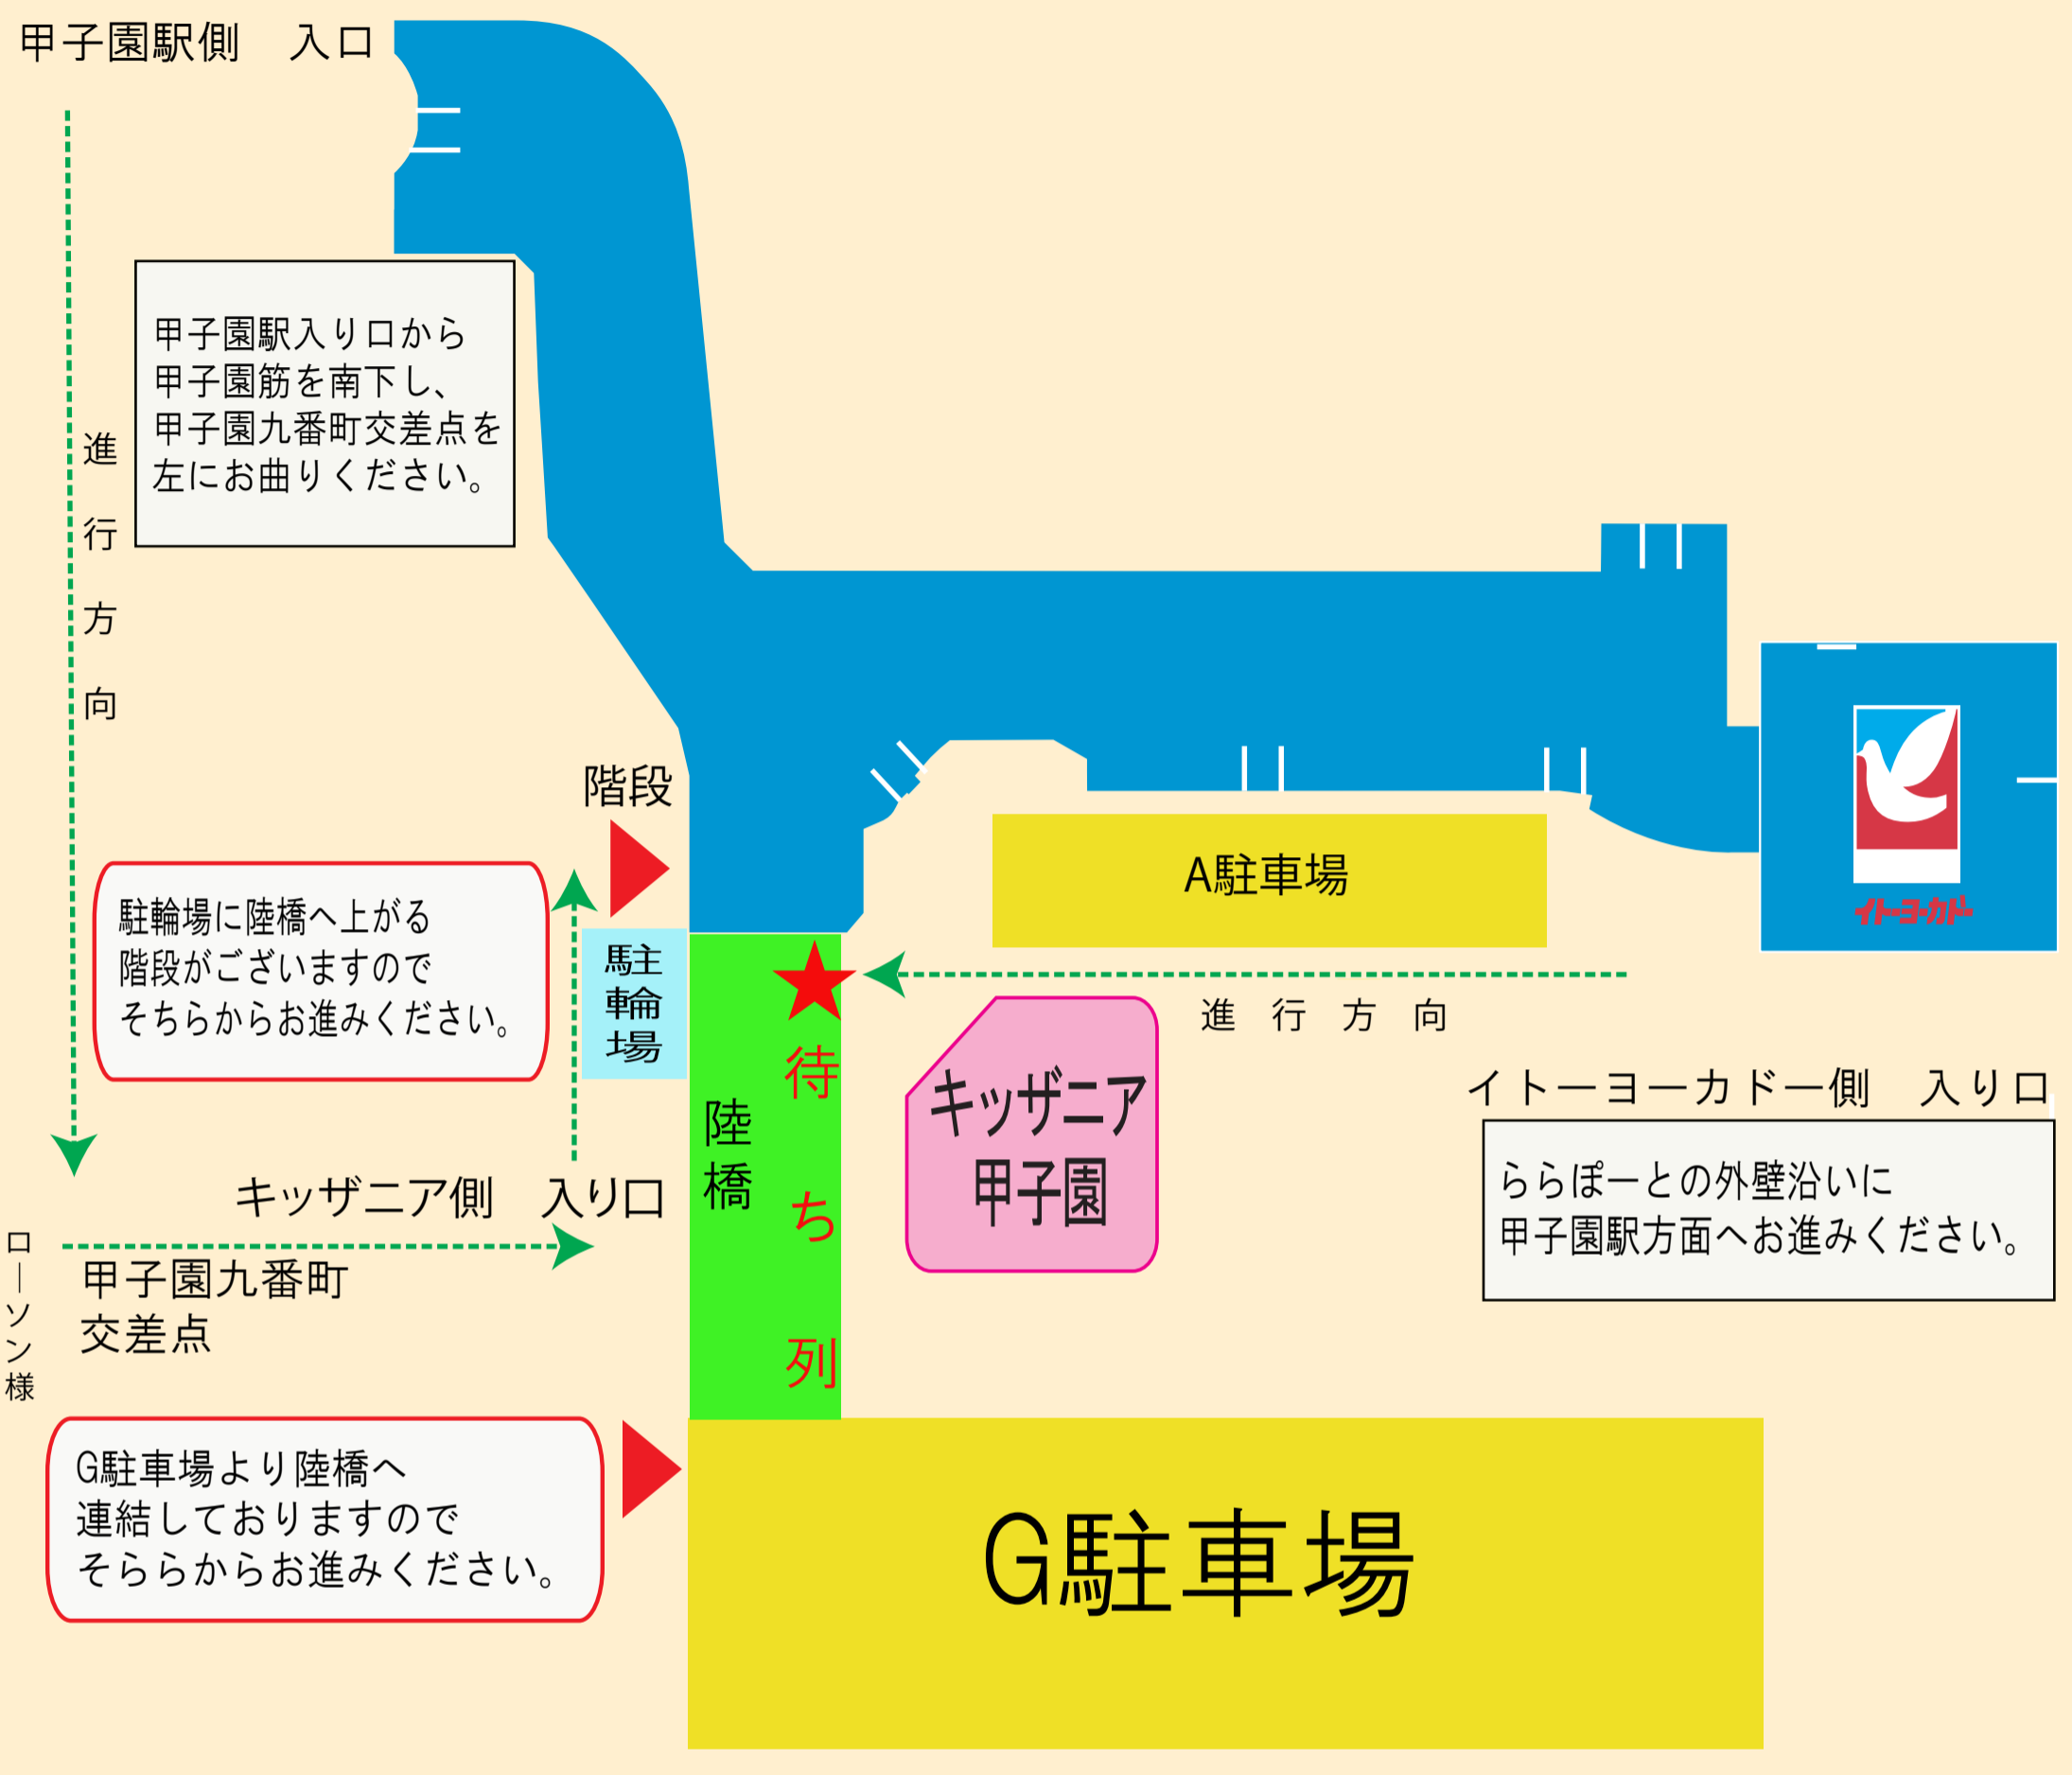 甲子園駅側　入口
進行方向
甲子園駅入り口から
甲子園筋を南下し、
甲子園九番町交差点を
左にお曲りください。
階段
駐輪場に陸橋へ上がる
階段がございますので
そちらからお進みください。
駐輪場
A駐車場
イトーヨーカドー
進行方向
待ち列
陸橋
キッザニア
甲子園
イトーヨーカドー側　入り口
ららぽーとの外壁沿いに
甲子園駅方面へお進みください。
キッザニア側　入り口
ローソン様
甲子園九番町
交差点
G駐車場より陸橋へ
連結しておりますので
そららからお進みください。
G駐車場